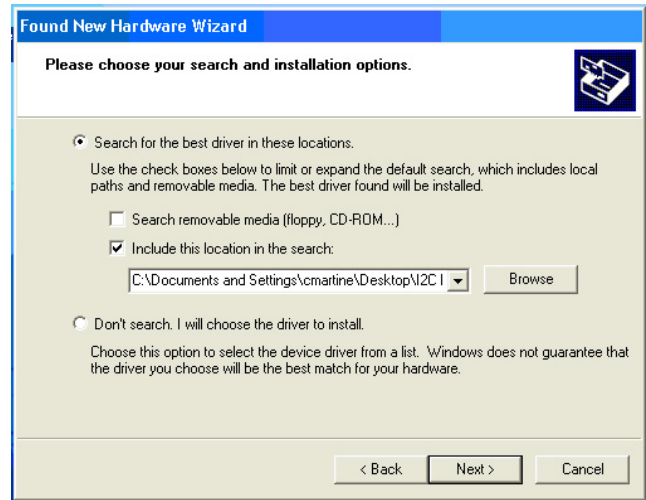 Found New Hardware Wizard
Please choose your search and installation options.
Search for the best driver in these locations.
Use the check boxes below to limit or expand the default search, which includes local
paths and removable media. The best driver found will be installed.
Search removable media (floppy, CD-ROM...)
Include this location in the search:
C:\Documents and Settings\cmartine\Desktop\I2C I
Browse
Don't search. I will choose the driver to install.
Choose this option to select the device driver from a list. Windows does not guarantee that
the driver you choose will be the best match for your hardware.
< Back
Next >
Cancel